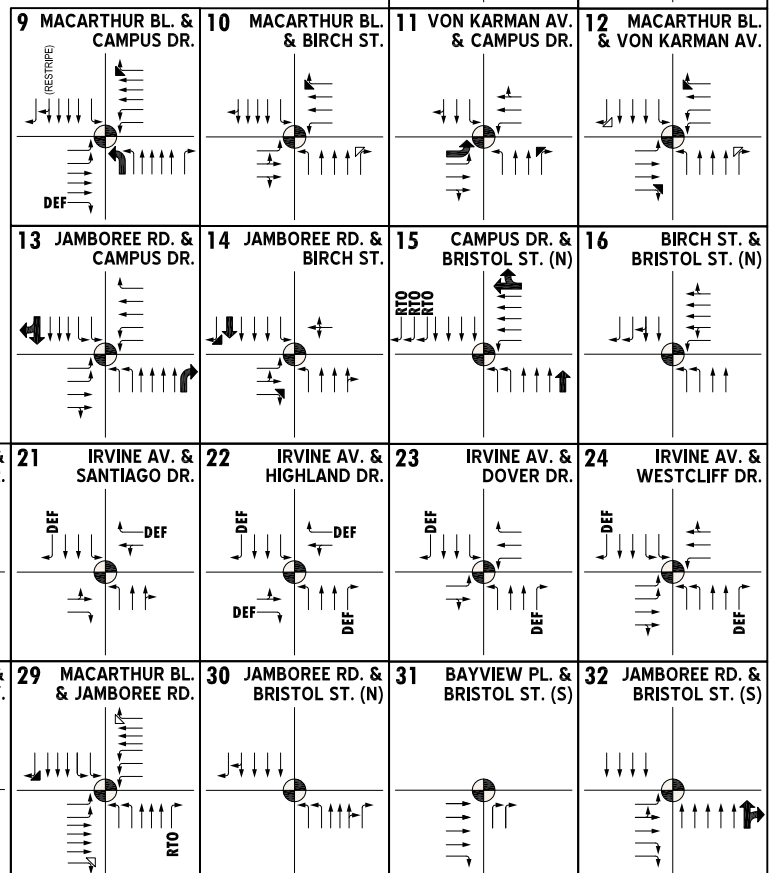 9 MACARTHUR BL. &
CAMPUS DR.
(RESTRIPE)
DEF
10 MACARTHUR BL.
& BIRCH ST.
11 VON KARMAN AV.
& CAMPUS DR.
12 MACARTHUR BL.
& VON KARMAN AV.
13 JAMBOREE RD. &
CAMPUS DR.
14 JAMBOREE RD. &
BIRCH ST.
15 CAMPUS DR. &
BRISTOL ST. (N)
RTO
RTO
RTO
16 BIRCH ST. &
BRISTOL ST. (N)
&
.
21 IRVINE AV. &
SANTIAGO DR.
DEF
DEF
22 IRVINE AV. &
HIGHLAND DR.
DEF
DEF
DEF
DEF
23 IRVINE AV. &
DOVER DR.
DEF
DEF
24 IRVINE AV. &
WESTCLIFF DR.
DEF
DEF
&
.
29 MACARTHUR BL.
& JAMBOREE RD.
RTO
30 JAMBOREE RD. &
BRISTOL ST. (N)
31 BAYVIEW PL. &
BRISTOL ST. (S)
32 JAMBOREE RD. &
BRISTOL ST. (S)